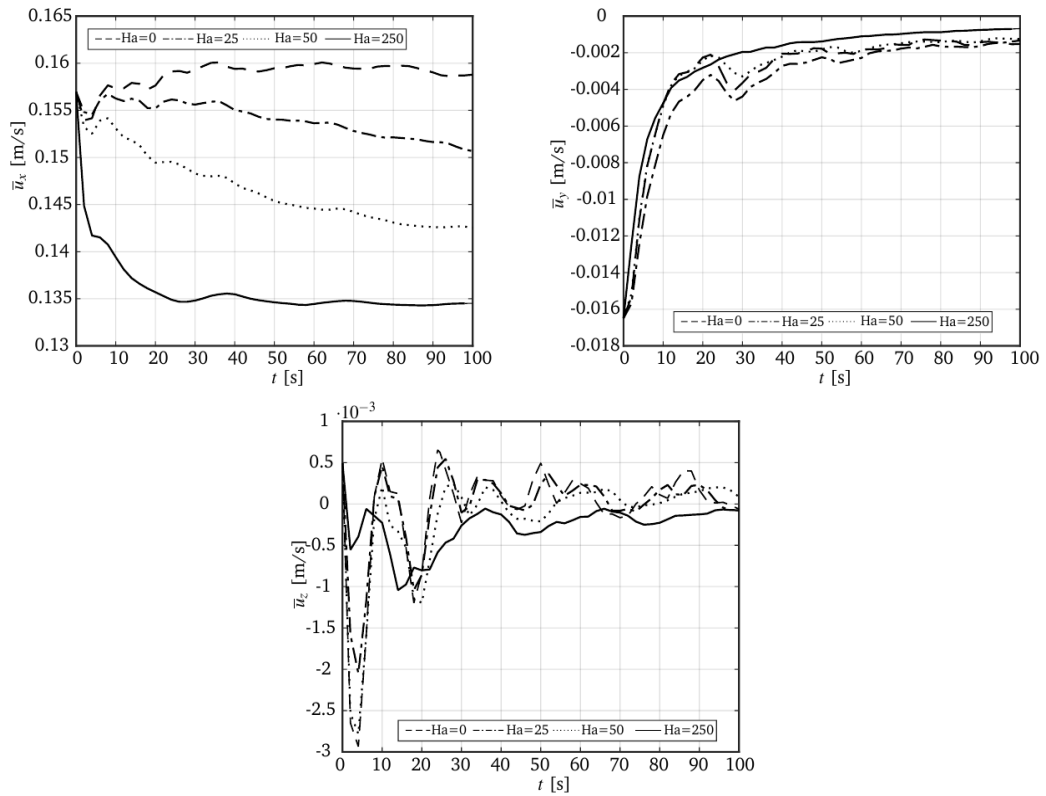 0.165
0.16
0.155
0.15
0.145
0.14
0.135
0.13
u̅x [m/s]
Ha=0 Ha=25 Ha=50 Ha=250
0 10 20 30 40 50 60 70 80 90 100
t [s]
0
-0.002
-0.004
-0.006
-0.008
-0.01
-0.012
-0.014
-0.016
-0.018
u̅y [m/s]
Ha=0 Ha=25 Ha=50 Ha=250
0 10 20 30 40 50 60 70 80 90 100
t [s]
·10⁻³
1
0.5
0
-0.5
-1
-1.5
-2
-2.5
-3
u̅z [m/s]
Ha=0 Ha=25 Ha=50 Ha=250
0 10 20 30 40 50 60 70 80 90 100
t [s]